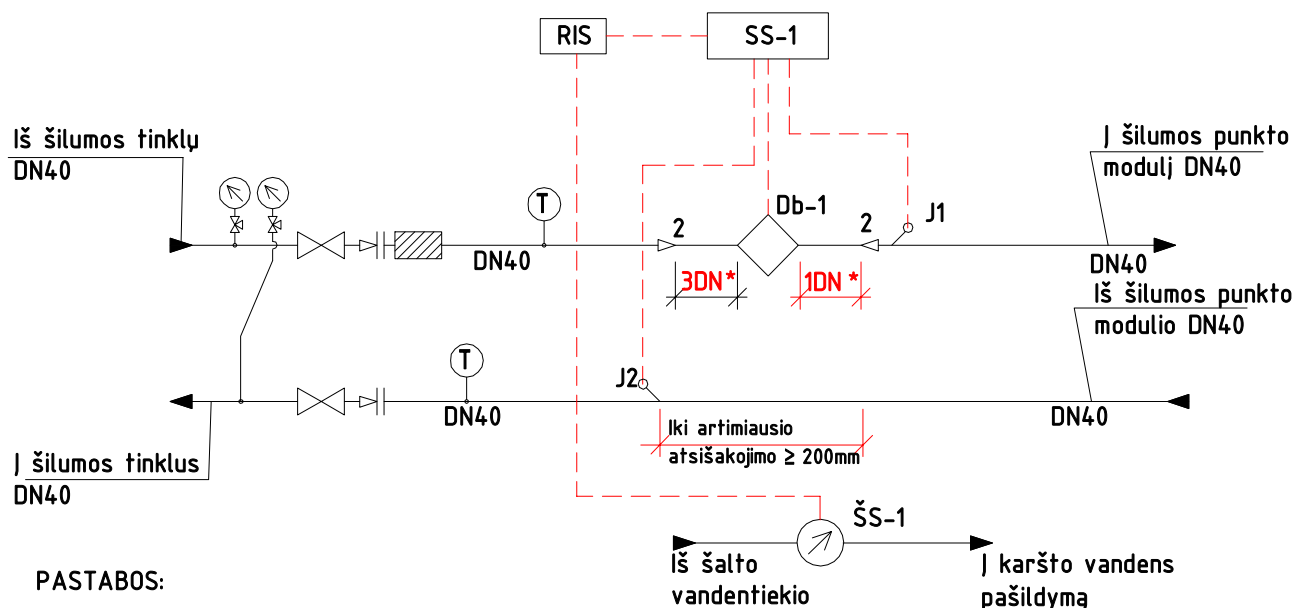 RIS
SS-1
Iš šilumos tinklų
DN40
Į šilumos punkto
modulį DN40
T
Db-1
2
2
J1
DN40
3DN*
1DN*
DN40
Iš šilumos punkto
modulio DN40
T
J2
DN40
DN40
Iki artimiausio
atsišakojimo ≥ 200mm
Į šilumos tinklus
DN40
ŠS-1
Iš šalto
vandentiekio
Į karšto vandens
pašildymą
PASTABOS: